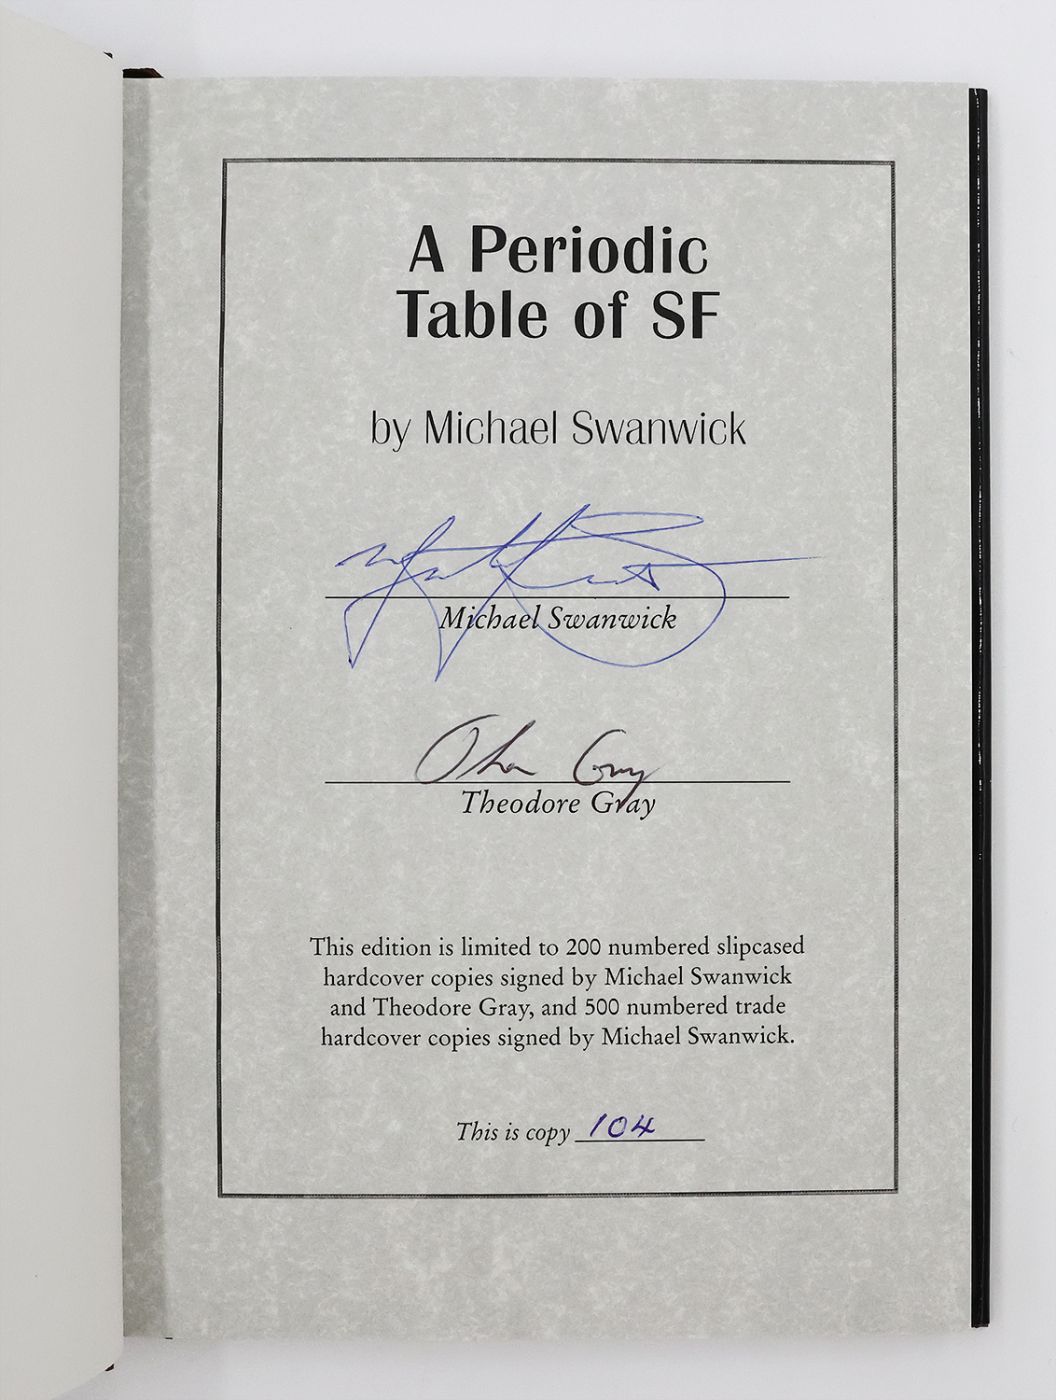 A Periodic
Table of SF
by Michael Swanwick
Michael Swanwick
Theodore Gray
This edition is limited to 200 numbered slipcased
hardcover copies signed by Michael Swanwick
and Theodore Gray, and 500 numbered trade
hardcover copies signed by Michael Swanwick.
This is copy 104